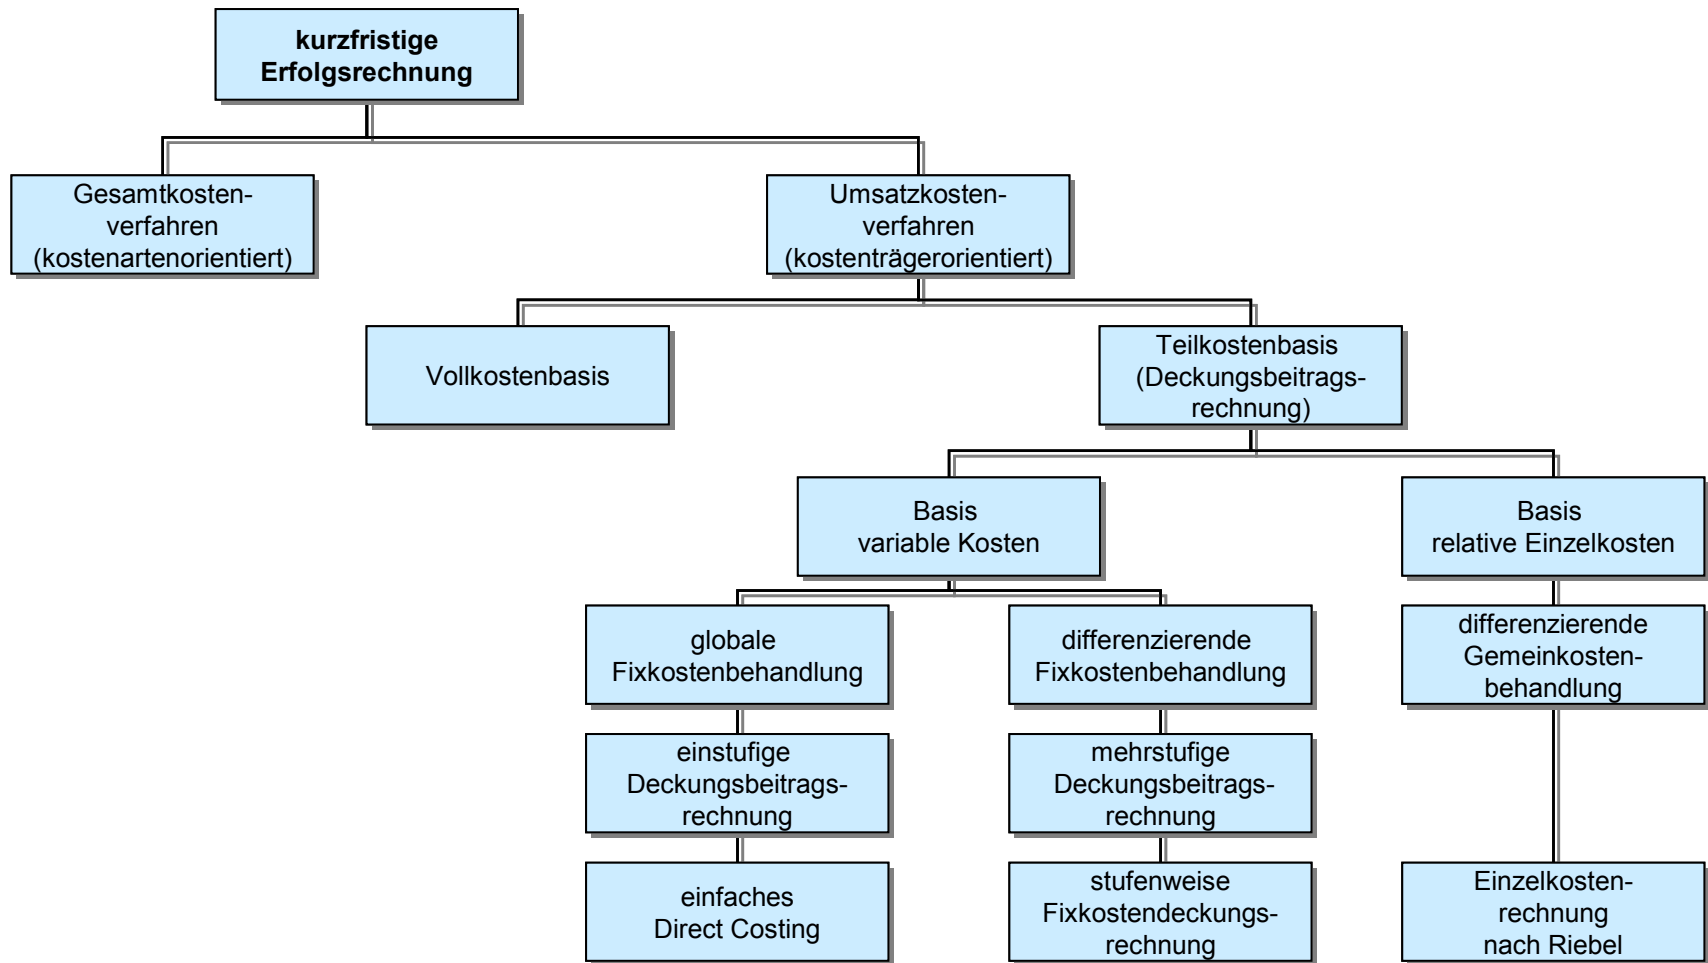 kurzfristige
Erfolgsrechnung
Gesamtkosten-
verfahren
(kostenartenorientiert)
Umsatzkosten-
verfahren
(kostenträgerorientiert)
Vollkostenbasis
Teilkostenbasis
(Deckungsbeitrags-
rechnung)
Basis
variable Kosten
Basis
relative Einzelkosten
globale
Fixkostenbehandlung
differenzierende
Fixkostenbehandlung
differenzierende
Gemeinkosten-
behandlung
einstufige
Deckungsbeitrags-
rechnung
mehrstufige
Deckungsbeitrags-
rechnung
einfaches
Direct Costing
stufenweise
Fixkostendeckungs-
rechnung
Einzelkosten-
rechnung
nach Riebel